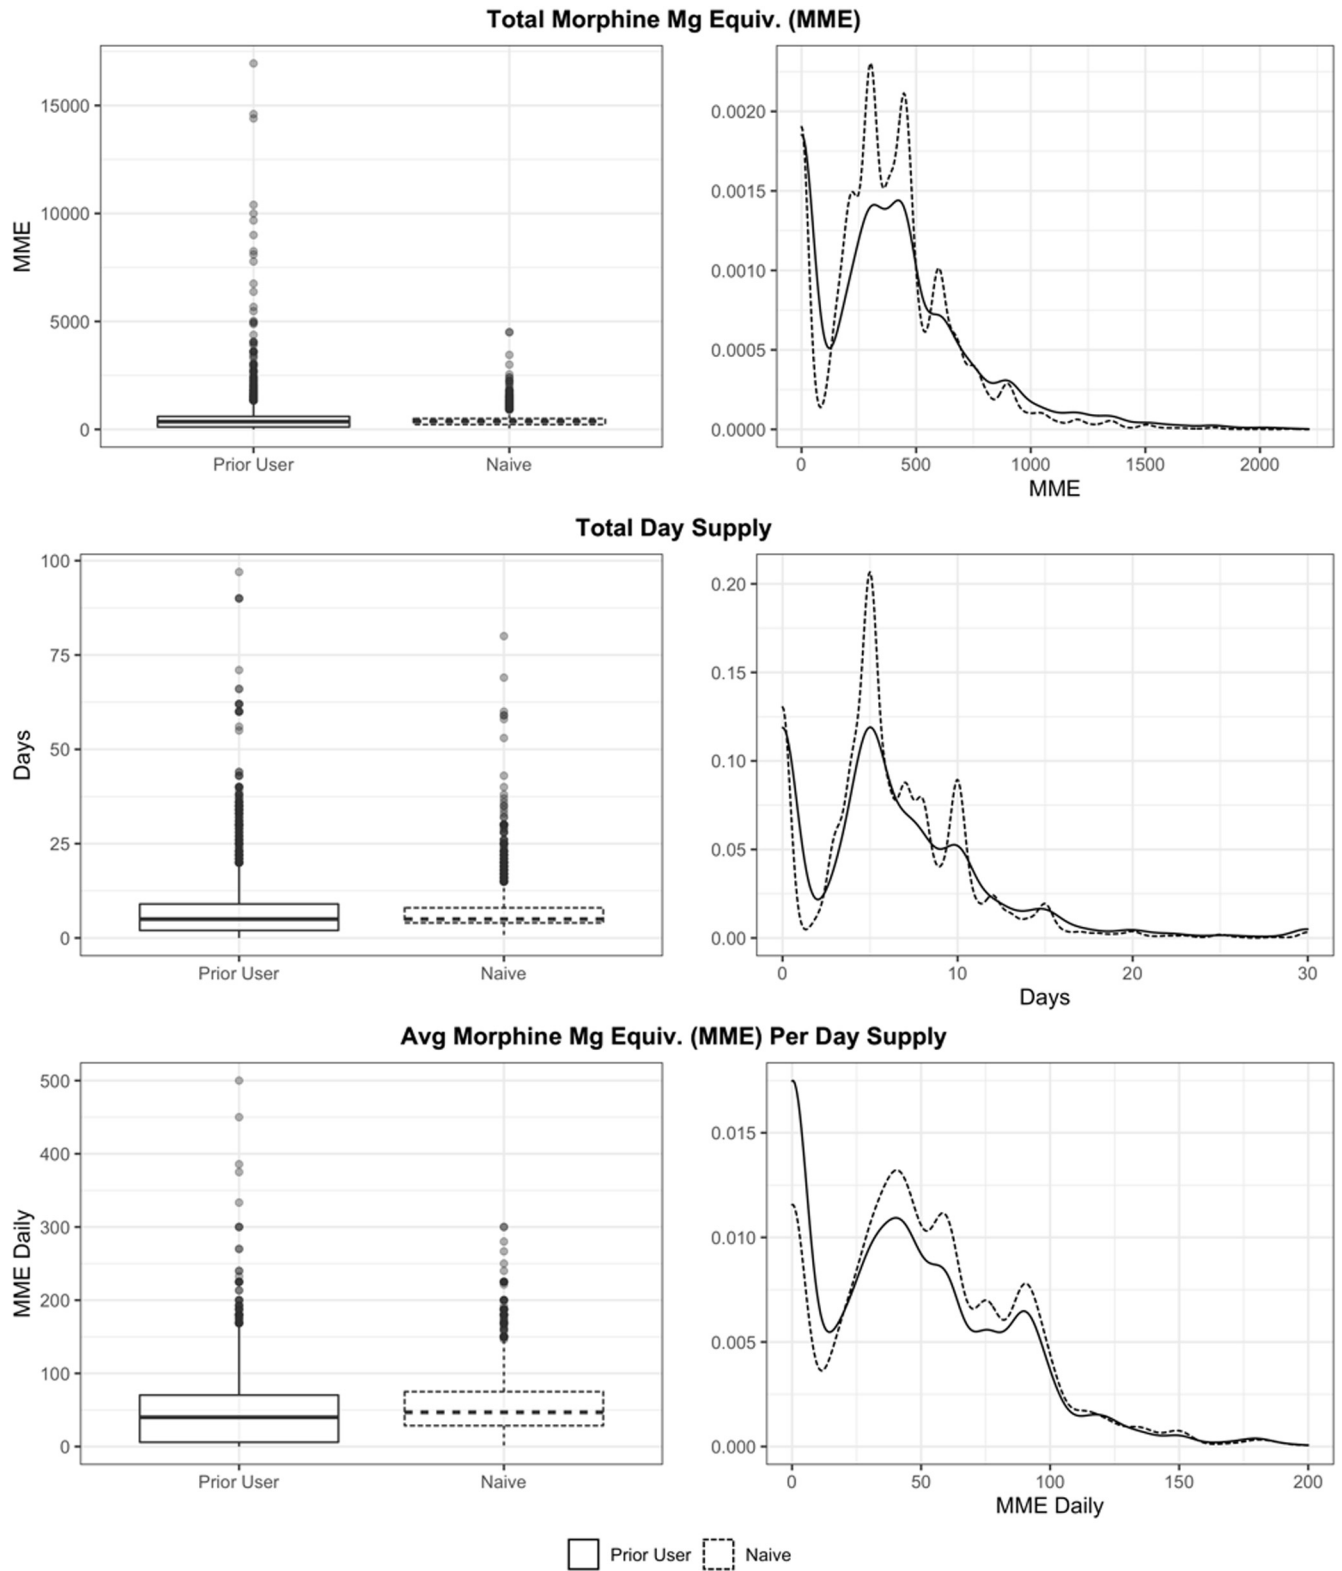 Total Morphine Mg Equiv. (MME)
MME
15000
10000
5000
0
Prior User Naive
0.0020
0.0015
0.0010
0.0005
0.0000
0 500 1000 1500 2000
MME
Total Day Supply
Days
100
75
50
25
0
Prior User Naive
0.20
0.15
0.10
0.05
0.00
0 10 20 30
Days
Avg Morphine Mg Equiv. (MME) Per Day Supply
MME Daily
500
400
300
200
100
0
Prior User Naive
0.015
0.010
0.005
0.000
0 50 100 150 200
MME Daily
Prior User Naive